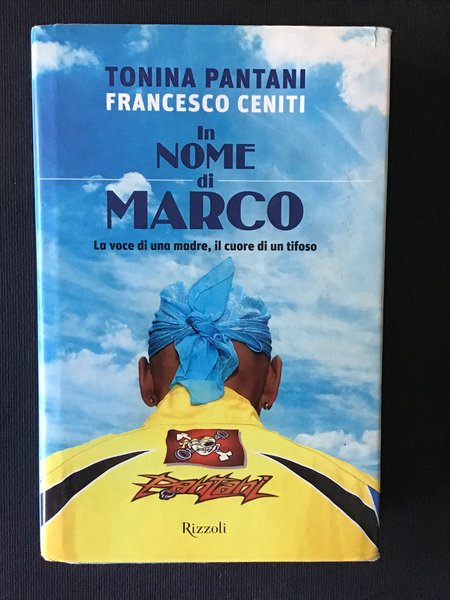 TONINA PANTANI
FRANCESCO CENITI
In
NOME
di
MARCO
La voce di una madre, il cuore di un tifoso
Pantani
Rizzoli